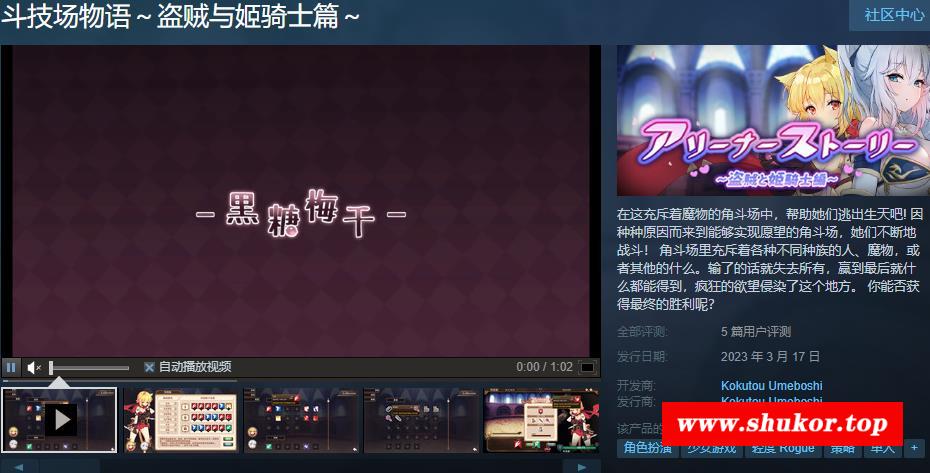 斗技场物语～盗贼与姬骑士篇～
社区中心
－黑糖梅干－
自动播放视频
0:00 / 1:02
アリーナーストーリー
～盗賊と姫騎士編～
在这充斥着魔物的角斗场中，帮助她们逃出生天吧! 因
种种原因而来到能够实现愿望的角斗场，她们不断地
战斗！ 角斗场里充斥着各种不同种族的人、魔物，或
者其他的什么。输了的话就失去所有，赢到最后就什
么都能得到，疯狂的欲望侵染了这个地方。 你能否获
得最终的胜利呢?
全部评测: 5 篇用户评测
发行日期: 2023 年 3 月 17 日
开发商: Kokutou Umeboshi
发行商: Kokutou Umeboshi
该产品的
www.shukor.top
角色扮演 少女游戏 轻度 Rogue 策略 单人 +